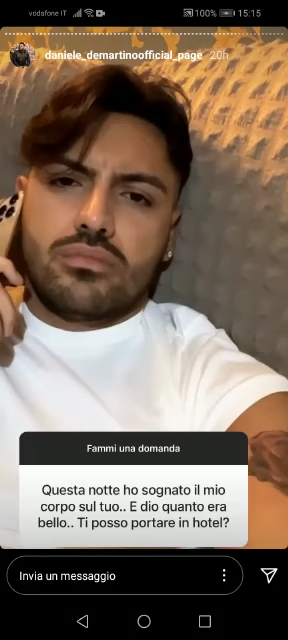 vodafone IT 100% 15:15
daniele_demartinoofficial_page 20h
Fammi una domanda
Questa notte ho sognato il mio
corpo sul tuo.. E dio quanto era
bello.. Ti posso portare in hotel?
Invia un messaggio